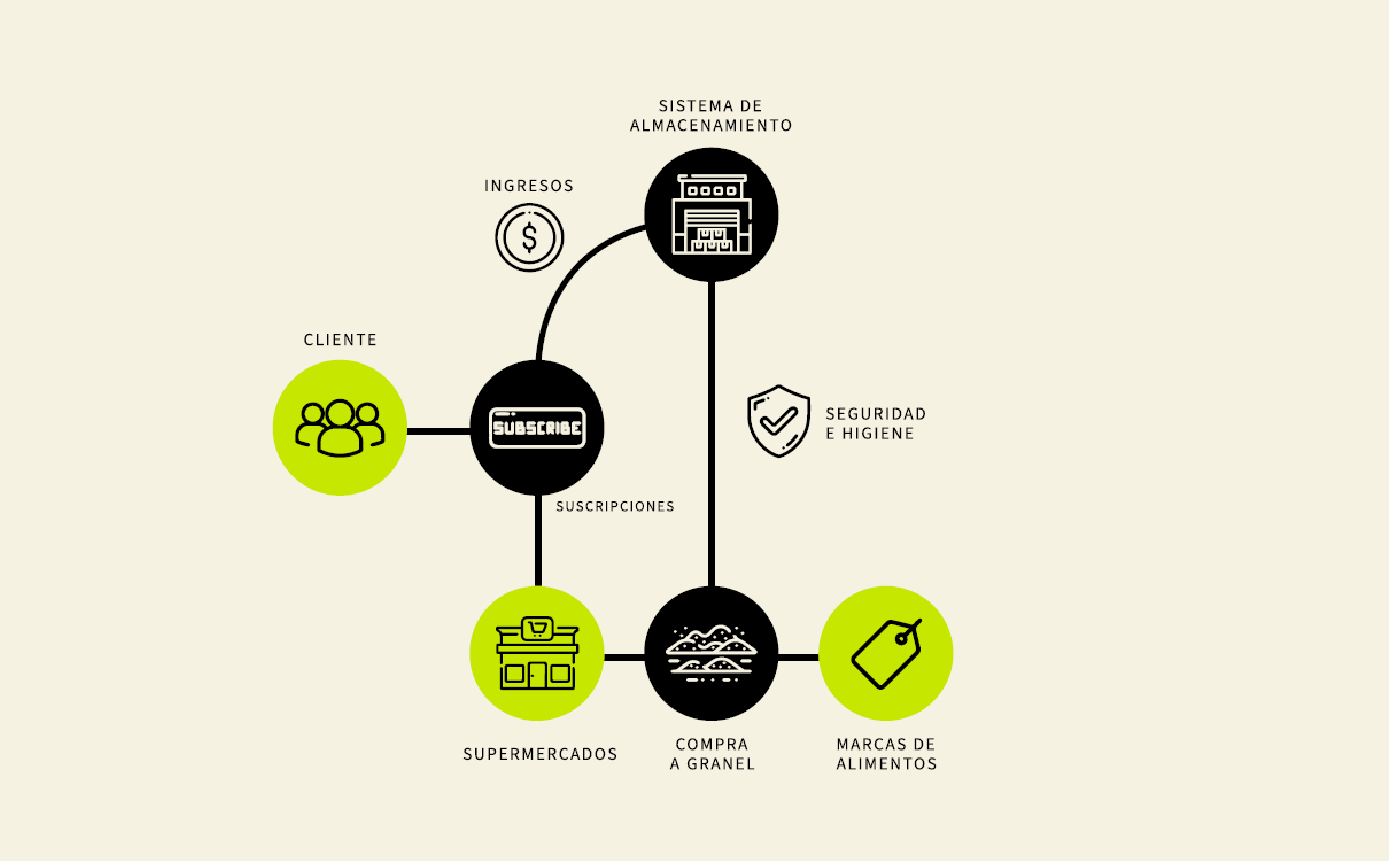 SISTEMA DE
ALMACENAMIENTO
INGRESOS
$
CLIENTE
SUBSCRIBE
SEGURIDAD
E HIGIENE
SUSCRIPCIONES
SUPERMERCADOS
COMPRA
A GRANEL
MARCAS DE
ALIMENTOS